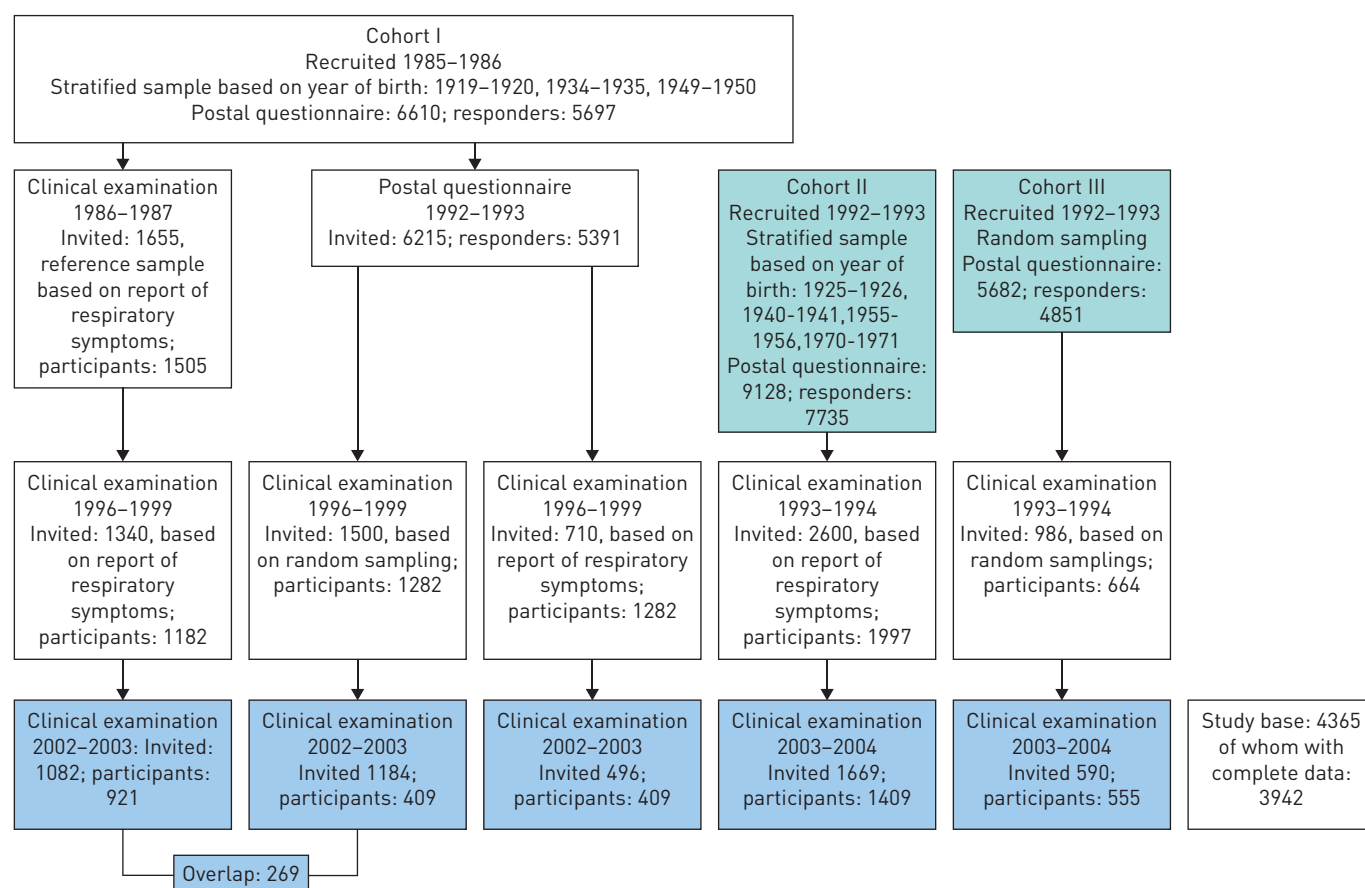 Cohort I
Recruited 1985–1986
Stratified sample based on year of birth: 1919–1920, 1934–1935, 1949–1950
Postal questionnaire: 6610; responders: 5697
Clinical examination
1986–1987
Invited: 1655,
reference sample
based on report of
respiratory
symptoms;
participants: 1505
Postal questionnaire
1992–1993
Invited: 6215; responders: 5391
Cohort II
Recruited 1992–1993
Stratified sample
based on year of
birth: 1925–1926,
1940-1941,1955-
1956,1970-1971
Postal questionnaire:
9128; responders:
7735
Cohort III
Recruited 1992–1993
Random sampling
Postal questionnaire:
5682; responders:
4851
Clinical examination
1996–1999
Invited: 1340, based
on report of
respiratory
symptoms;
participants: 1182
Clinical examination
1996–1999
Invited: 1500, based
on random sampling;
participants: 1282
Clinical examination
1996–1999
Invited: 710, based on
report of respiratory
symptoms;
participants: 1282
Clinical examination
1993–1994
Invited: 2600, based
on report of
respiratory
symptoms;
participants: 1997
Clinical examination
1993–1994
Invited: 986, based on
random samplings;
participants: 664
Clinical examination
2002–2003: Invited:
1082; participants:
921
Clinical examination
2002–2003
Invited 1184;
participants: 409
Clinical examination
2002–2003
Invited 496;
participants: 409
Clinical examination
2003–2004
Invited 1669;
participants: 1409
Clinical examination
2003–2004
Invited 590;
participants: 555
Study base: 4365
of whom with
complete data:
3942
Overlap: 269